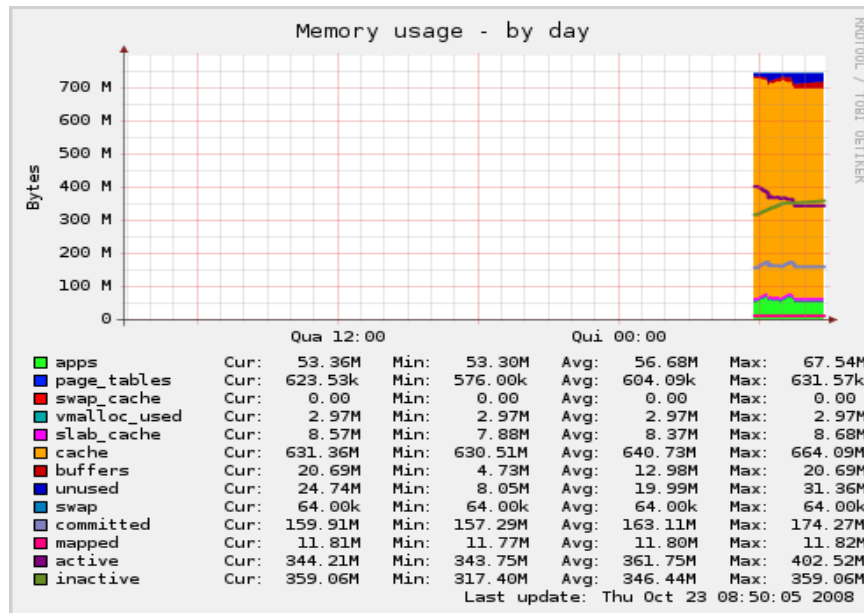 Memory usage - by day
RRDTOOL / TOBI OETIKER
Bytes
700 M
600 M
500 M
400 M
300 M
200 M
100 M
0
Qua 12:00 Qui 00:00
apps Cur: 53.36M Min: 53.30M Avg: 56.68M Max: 67.54M
page_tables Cur: 623.53k Min: 576.00k Avg: 604.09k Max: 631.57k
swap_cache Cur: 0.00 Min: 0.00 Avg: 0.00 Max: 0.00
vmalloc_used Cur: 2.97M Min: 2.97M Avg: 2.97M Max: 2.97M
slab_cache Cur: 8.57M Min: 7.88M Avg: 8.37M Max: 8.68M
cache Cur: 631.36M Min: 630.51M Avg: 640.73M Max: 664.09M
buffers Cur: 20.69M Min: 4.73M Avg: 12.98M Max: 20.69M
unused Cur: 24.74M Min: 8.05M Avg: 19.99M Max: 31.36M
swap Cur: 64.00k Min: 64.00k Avg: 64.00k Max: 64.00k
committed Cur: 159.91M Min: 157.29M Avg: 163.11M Max: 174.27M
mapped Cur: 11.81M Min: 11.77M Avg: 11.80M Max: 11.82M
active Cur: 344.21M Min: 343.75M Avg: 361.75M Max: 402.52M
inactive Cur: 359.06M Min: 317.40M Avg: 346.44M Max: 359.06M
Last update: Thu Oct 23 08:50:05 2008